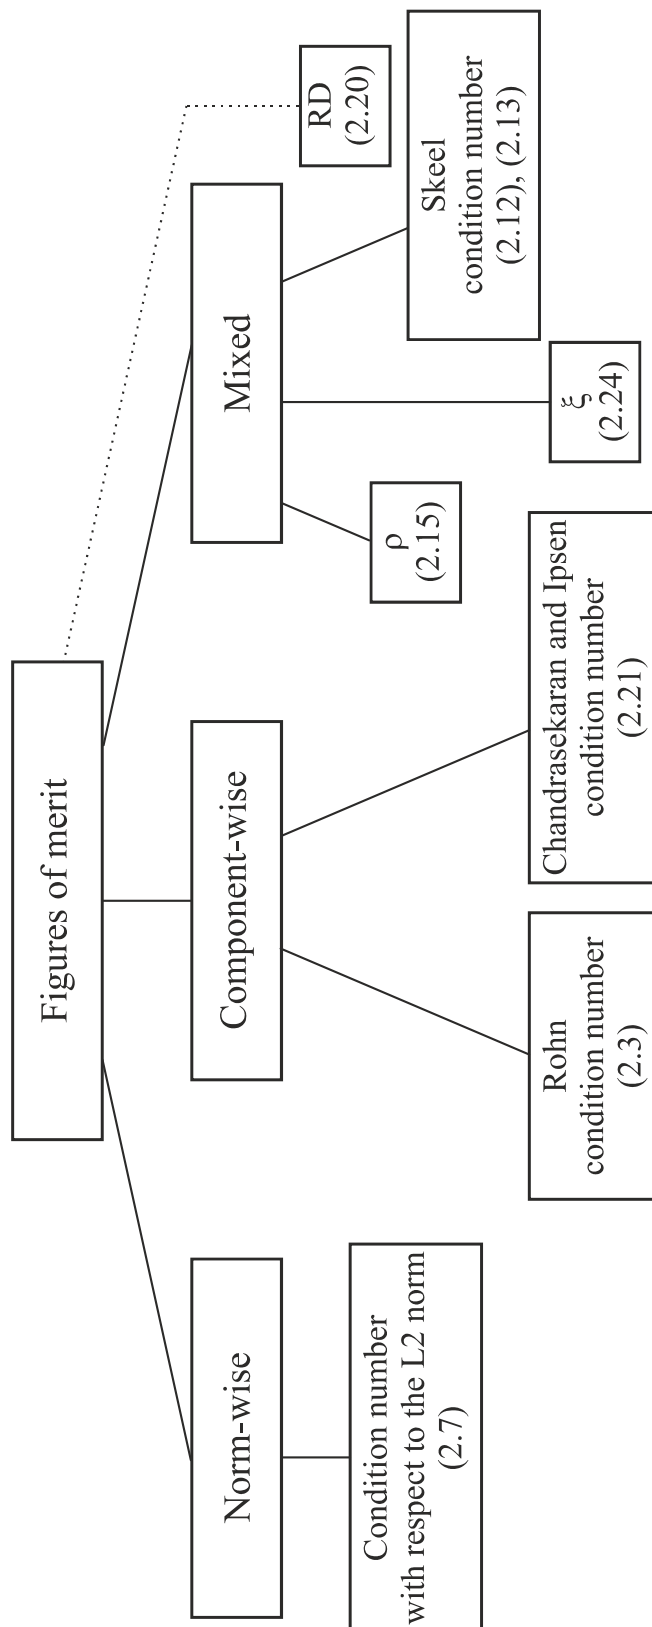 Figures of merit
Norm-wise
Component-wise
Mixed
RD
(2.20)
Condition number
with respect to the L2 norm
(2.7)
Rohn
condition number
(2.3)
Chandrasekaran and Ipsen
condition number
(2.21)
ρ
(2.15)
ξ
(2.24)
Skeel
condition number
(2.12), (2.13)